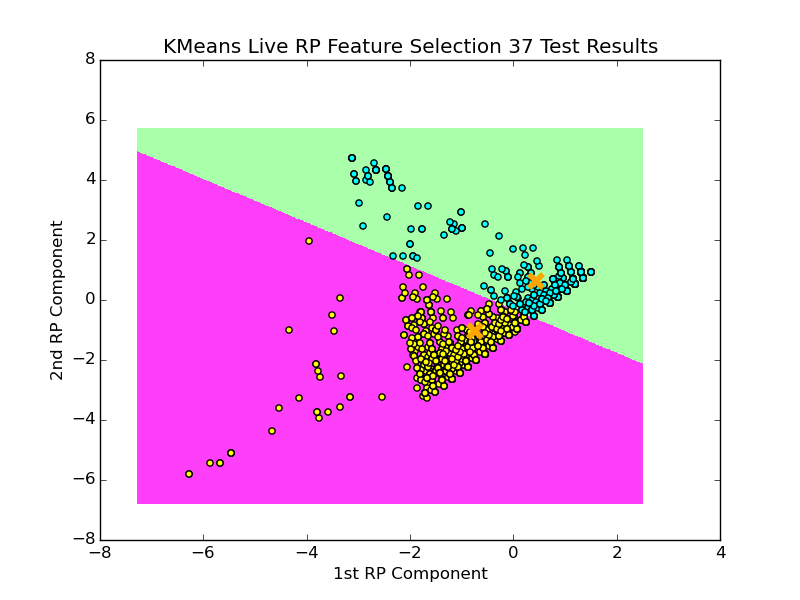 KMeans Live RP Feature Selection 37 Test Results
8
6
4
2
0
−2
−4
−6
−8
2nd RP Component
−8 −6 −4 −2 0 2 4
1st RP Component